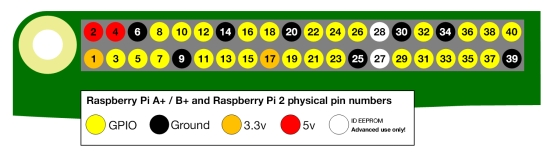 2 4 6 8 10 12 14 16 18 20 22 24 26 28 30 32 34 36 38 40
1 3 5 7 9 11 13 15 17 19 21 23 25 27 29 31 33 35 37 39
Raspberry Pi A+ / B+ and Raspberry Pi 2 physical pin numbers
GPIO Ground 3.3v 5v ID EEPROM
Advanced use only!